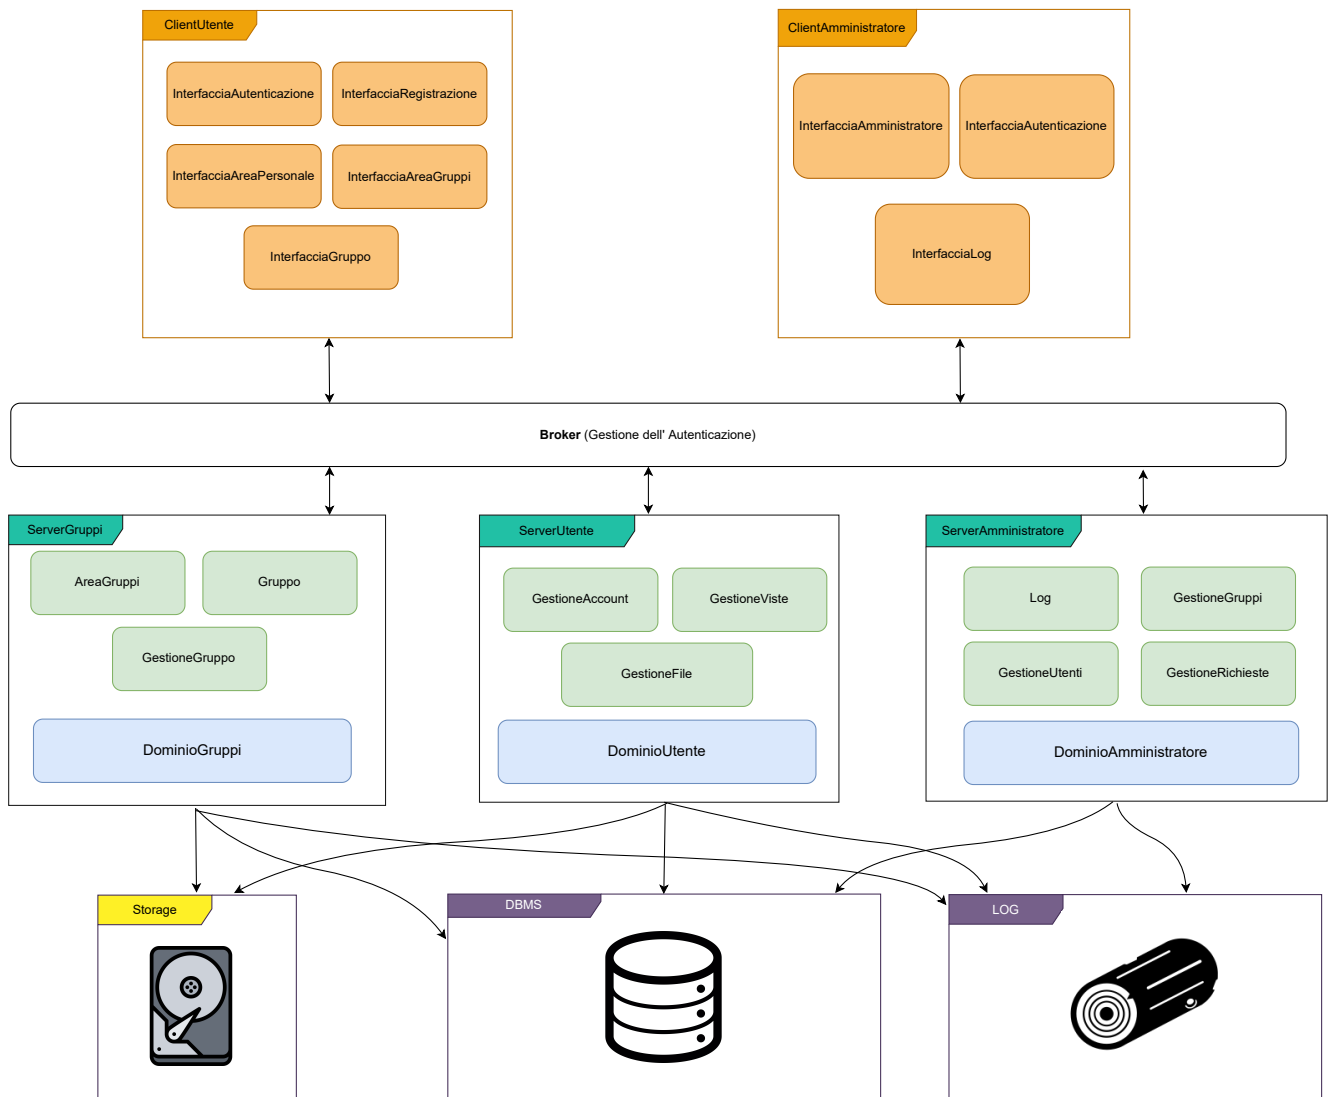 ClientUtente
InterfacciaAutenticazione
InterfacciaRegistrazione
InterfacciaAreaPersonale
InterfacciaAreaGruppi
InterfacciaGruppo
ClientAmministratore
InterfacciaAmministratore
InterfacciaAutenticazione
InterfacciaLog
Broker (Gestione dell' Autenticazione)
ServerGruppi
AreaGruppi
Gruppo
GestioneGruppo
DominioGruppi
ServerUtente
GestioneAccount
GestioneViste
GestioneFile
DominioUtente
ServerAmministratore
Log
GestioneGruppi
GestioneUtenti
GestioneRichieste
DominioAmministratore
Storage
DBMS
LOG